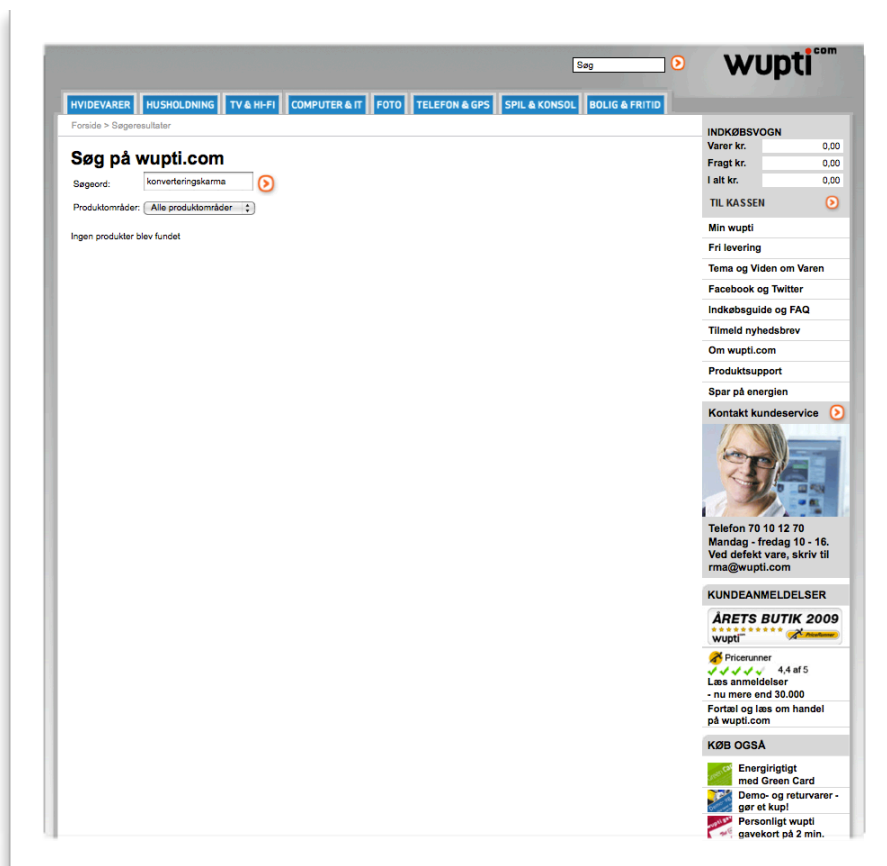 Søg
wupti.com
HVIDEVARER HUSHOLDNING TV & HI-FI COMPUTER & IT FOTO TELEFON & GPS SPIL & KONSOL BOLIG & FRITID
Forside > Søgeresultater
Søg på wupti.com
Søgeord: konverteringskarma
Produktområder: Alle produktområder
Ingen produkter blev fundet
INDKØBSVOGN
Varer kr. 0,00
Fragt kr. 0,00
I alt kr. 0,00
TIL KASSEN
Min wupti
Fri levering
Tema og Viden om Varen
Facebook og Twitter
Indkøbsguide og FAQ
Tilmeld nyhedsbrev
Om wupti.com
Produktsupport
Spar på energien
Kontakt kundeservice
Telefon 70 10 12 70
Mandag - fredag 10 - 16.
Ved defekt vare, skriv til
rma@wupti.com
KUNDEANMELDELSER
ÅRETS BUTIK 2009
wupti PriceRunner
Pricerunner
4,4 af 5
Læs anmeldelser
- nu mere end 30.000
Fortæl og læs om handel
på wupti.com
KØB OGSÅ
Energirigtigt
med Green Card
Demo- og returvarer -
gør et kup!
Personligt wupti
gavekort på 2 min.